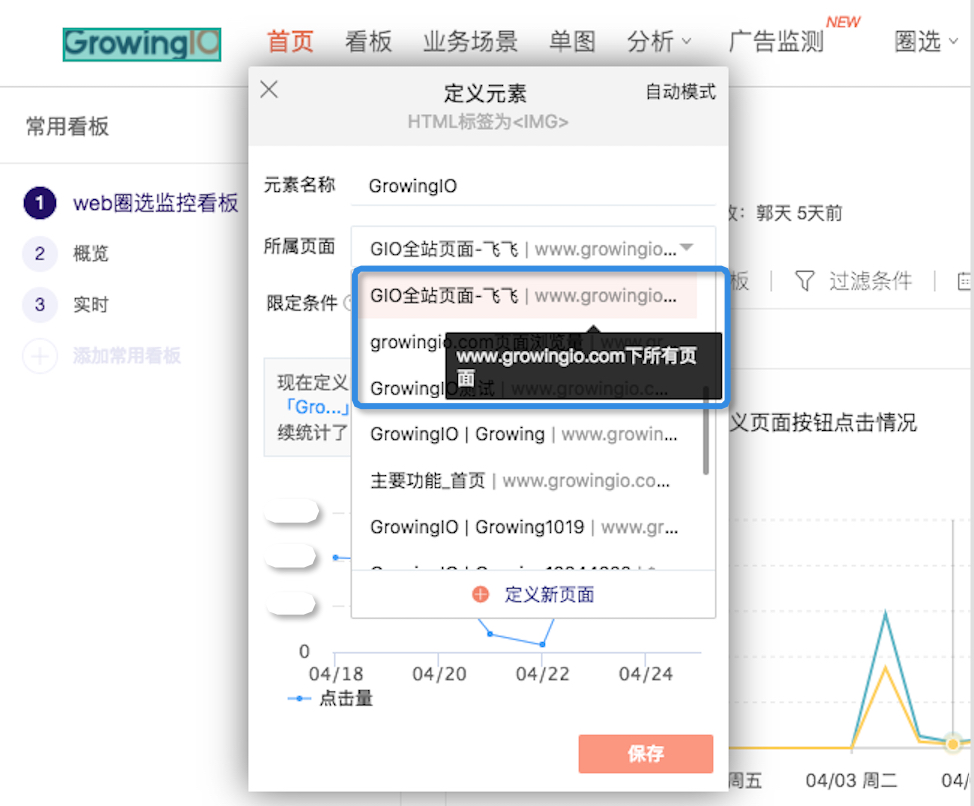 GrowingIO 首页 看板 业务场景 单图 分析 广告监测 NEW 圈选
常用看板
1 web圈选监控看板
2 概览
3 实时
添加常用看板
定义元素 自动模式
HTML标签为<IMG>
元素名称 GrowingIO
所属页面 GIO全站页面-飞飞 | www.growingio...
限定条件
GIO全站页面-飞飞 | www.growingio...
growingio.com页面浏览量 | www.gr...
www.growingio.com下所有页
面
GrowingIO测试 | www.growingio.c...
GrowingIO | Growing | www.growin...
主要功能_首页 | www.growingio.co...
GrowingIO | Growing1019 | www.gr...
定义新页面
现在定义
「Gro...」
续统计了
0
04/18 04/20 04/22 04/24
点击量
保存
郭天 5天前
板 | 过滤条件 |
义页面按钮点击情况
周五 04/03 周二 04/